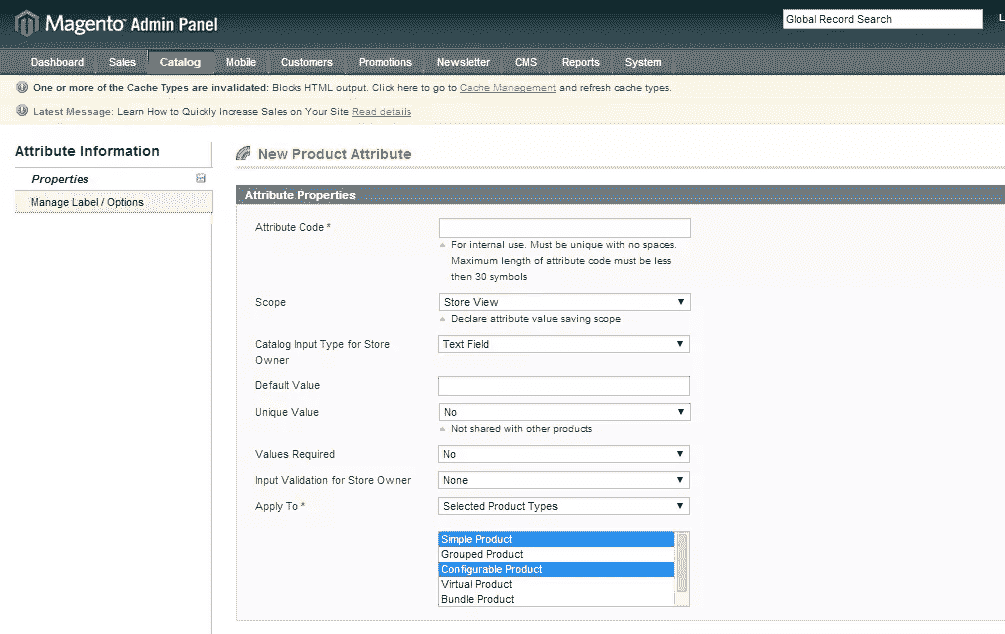 Magento Admin Panel
Global Record Search
L
Dashboard Sales Catalog Mobile Customers Promotions Newsletter CMS Reports System
One or more of the Cache Types are invalidated: Blocks HTML output. Click here to go to Cache Management and refresh cache types.
Latest Message: Learn How to Quickly Increase Sales on Your Site Read details
Attribute Information
Properties
Manage Label / Options
New Product Attribute
Attribute Properties
Attribute Code *
For internal use. Must be unique with no spaces.
Maximum length of attribute code must be less
then 30 symbols
Scope
Store View
Declare attribute value saving scope
Catalog Input Type for Store
Owner
Text Field
Default Value
Unique Value
No
Not shared with other products
Values Required
No
Input Validation for Store Owner
None
Apply To *
Selected Product Types
Simple Product
Grouped Product
Configurable Product
Virtual Product
Bundle Product